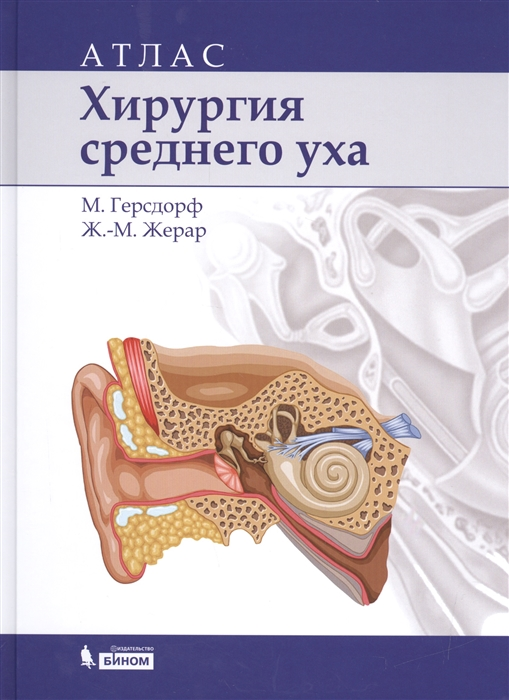 АТЛАС
Хирургия
среднего уха
М. Герсдорф
Ж.-М. Жерар
ИЗДАТЕЛЬСТВО
БИНОМ